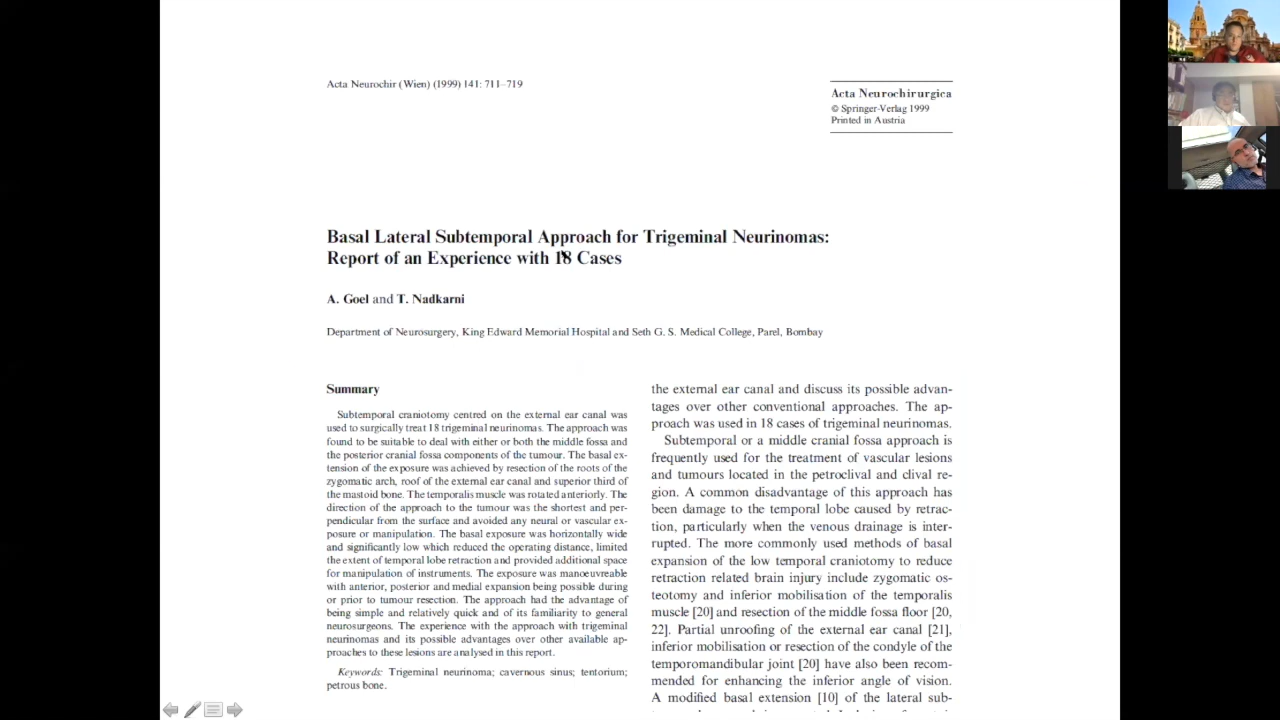 Acta Neurochir (Wien) (1999) 141: 711–719
Acta Neurochirurgica
© Springer-Verlag 1999
Printed in Austria
Basal Lateral Subtemporal Approach for Trigeminal Neurinomas:
Report of an Experience with 18 Cases
A. Goel and T. Nadkarni
Department of Neurosurgery, King Edward Memorial Hospital and Seth G. S. Medical College, Parel, Bombay
Summary
Subtemporal craniotomy centred on the external ear canal was
used to surgically treat 18 trigeminal neurinomas. The approach was
found to be suitable to deal with either or both the middle fossa and
the posterior cranial fossa components of the tumour. The basal ex-
tension of the exposure was achieved by resection of the roots of the
zygomatic arch, roof of the external ear canal and superior third of
the mastoid bone. The temporalis muscle was rotated anteriorly. The
direction of the approach to the tumour was the shortest and per-
pendicular from the surface and avoided any neural or vascular ex-
posure or manipulation. The basal exposure was horizontally wide
and significantly low which reduced the operating distance, limited
the extent of temporal lobe retraction and provided additional space
for manipulation of instruments. The exposure was manoeuvreable
with anterior, posterior and medial expansion being possible during
or prior to tumour resection. The approach had the advantage of
being simple and relatively quick and of its familiarity to general
neurosurgeons. The experience with the approach with trigeminal
neurinomas and its possible advantages over other available ap-
proaches to these lesions are analysed in this report.
Keywords: Trigeminal neurinoma; cavernous sinus; tentorium;
petrous bone.
the external ear canal and discuss its possible advan-
tages over other conventional approaches. The ap-
proach was used in 18 cases of trigeminal neurinomas.
Subtemporal or a middle cranial fossa approach is
frequently used for the treatment of vascular lesions
and tumours located in the petroclival and clival re-
gion. A common disadvantage of this approach has
been damage to the temporal lobe caused by retrac-
tion, particularly when the venous drainage is inter-
rupted. The more commonly used methods of basal
expansion of the low temporal craniotomy to reduce
retraction related brain injury include zygomatic os-
teotomy and inferior mobilisation of the temporalis
muscle [20] and resection of the middle fossa floor [20,
22]. Partial unroofing of the external ear canal [21],
inferior mobilisation or resection of the condyle of the
temporomandibular joint [20] have also been recom-
mended for enhancing the inferior angle of vision.
A modified basal extension [10] of the lateral sub-